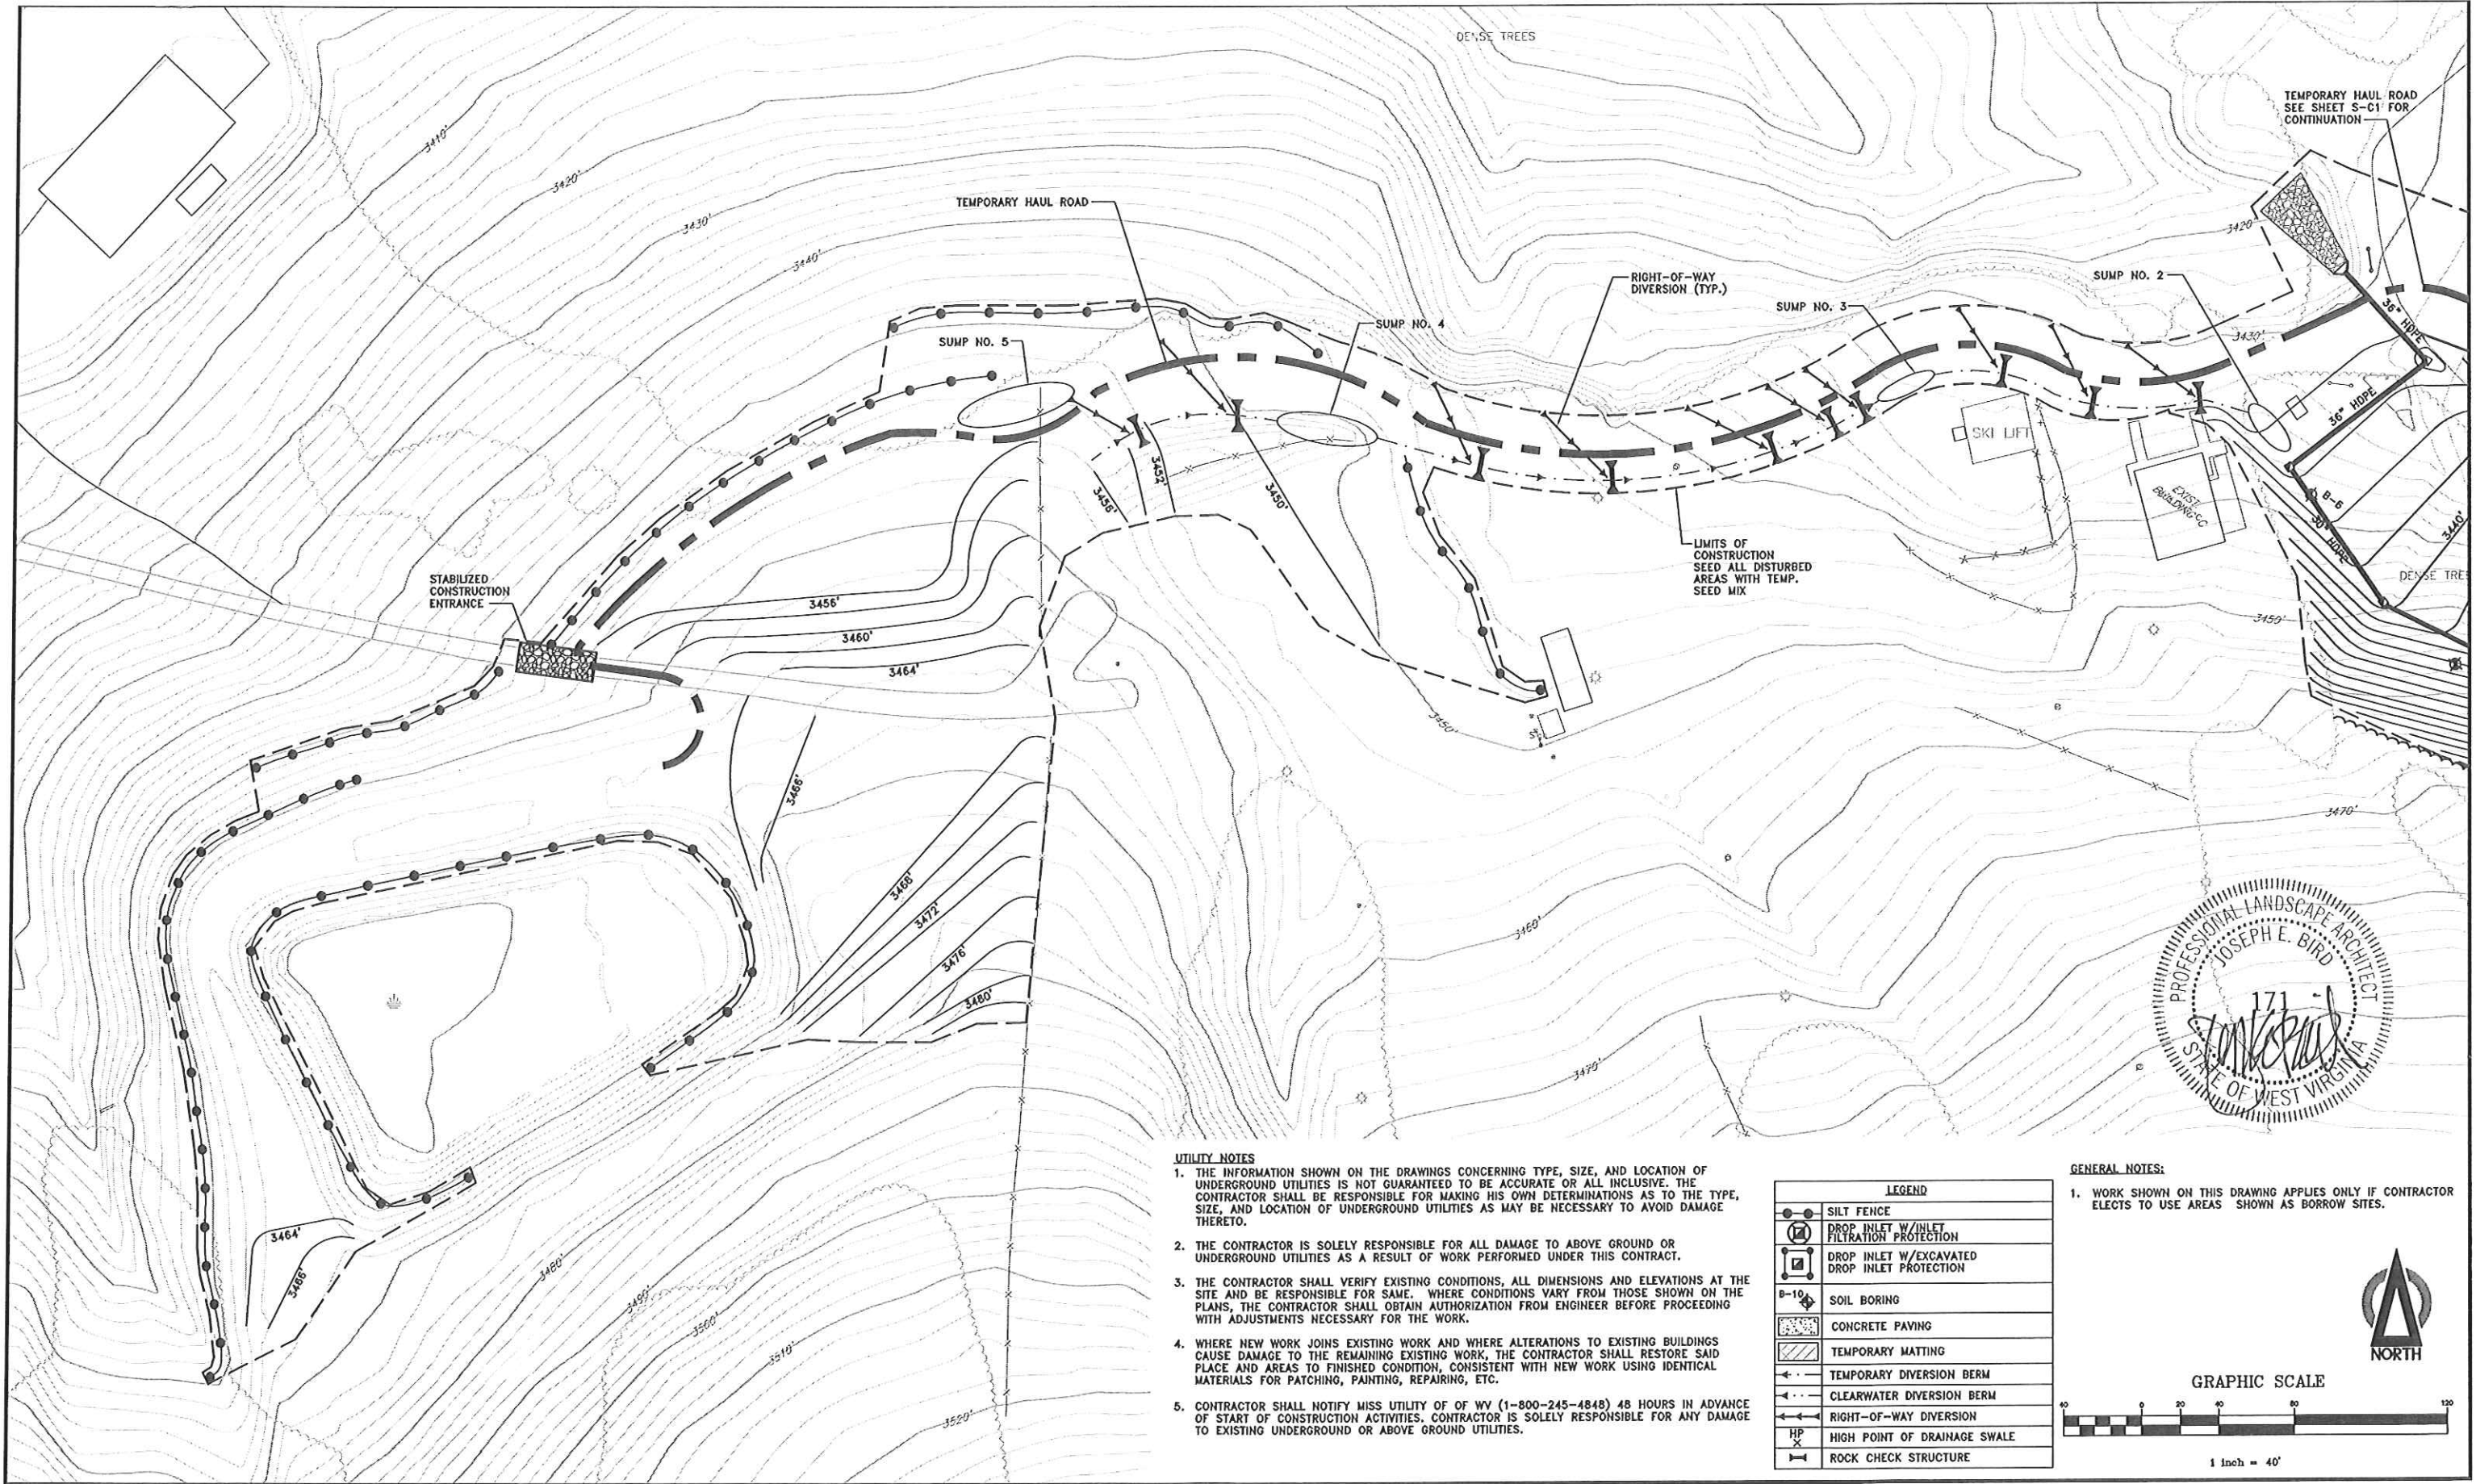 DENSE TREES
TEMPORARY HAUL ROAD
SEE SHEET S-C1 FOR
CONTINUATION
3410'
3420'
3430'
3440'
TEMPORARY HAUL ROAD
RIGHT-OF-WAY
DIVERSION (TYP.)
SUMP NO. 2
SUMP NO. 3
SUMP NO. 4
SUMP NO. 5
3420'
3430'
36" HDPE
36" HDPE
SKI LIFT
EXIST.
BUILDING
B-6
30" HDPE
3440'
DENSE TREE
3450'
3452'
3456'
3450'
LIMITS OF
CONSTRUCTION
SEED ALL DISTURBED
AREAS WITH TEMP.
SEED MIX
STABILIZED
CONSTRUCTION
ENTRANCE
3456'
3460'
3464'
3450'
3466'
3470'
3468'
3472'
3476'
3480'
3460'
3470'
3464'
3466'
3480'
3490'
3500'
3510'
3520'
PROFESSIONAL LANDSCAPE ARCHITECT
JOSEPH E. BIRD
171
STATE OF WEST VIRGINIA
UTILITY NOTES
1. THE INFORMATION SHOWN ON THE DRAWINGS CONCERNING TYPE, SIZE, AND LOCATION OF
UNDERGROUND UTILITIES IS NOT GUARANTEED TO BE ACCURATE OR ALL INCLUSIVE. THE
CONTRACTOR SHALL BE RESPONSIBLE FOR MAKING HIS OWN DETERMINATIONS AS TO THE TYPE,
SIZE, AND LOCATION OF UNDERGROUND UTILITIES AS MAY BE NECESSARY TO AVOID DAMAGE
THERETO.
2. THE CONTRACTOR IS SOLELY RESPONSIBLE FOR ALL DAMAGE TO ABOVE GROUND OR
UNDERGROUND UTILITIES AS A RESULT OF WORK PERFORMED UNDER THIS CONTRACT.
3. THE CONTRACTOR SHALL VERIFY EXISTING CONDITIONS, ALL DIMENSIONS AND ELEVATIONS AT THE
SITE AND BE RESPONSIBLE FOR SAME. WHERE CONDITIONS VARY FROM THOSE SHOWN ON THE
PLANS, THE CONTRACTOR SHALL OBTAIN AUTHORIZATION FROM ENGINEER BEFORE PROCEEDING
WITH ADJUSTMENTS NECESSARY FOR THE WORK.
4. WHERE NEW WORK JOINS EXISTING WORK AND WHERE ALTERATIONS TO EXISTING BUILDINGS
CAUSE DAMAGE TO THE REMAINING EXISTING WORK, THE CONTRACTOR SHALL RESTORE SAID
PLACE AND AREAS TO FINISHED CONDITION, CONSISTENT WITH NEW WORK USING IDENTICAL
MATERIALS FOR PATCHING, PAINTING, REPAIRING, ETC.
5. CONTRACTOR SHALL NOTIFY MISS UTILITY OF OF WV (1-800-245-4848) 48 HOURS IN ADVANCE
OF START OF CONSTRUCTION ACTIVITIES. CONTRACTOR IS SOLELY RESPONSIBLE FOR ANY DAMAGE
TO EXISTING UNDERGROUND OR ABOVE GROUND UTILITIES.
LEGEND
SILT FENCE
DROP INLET W/INLET
FILTRATION PROTECTION
DROP INLET W/EXCAVATED
DROP INLET PROTECTION
B-10 SOIL BORING
CONCRETE PAVING
TEMPORARY MATTING
TEMPORARY DIVERSION BERM
CLEARWATER DIVERSION BERM
RIGHT-OF-WAY DIVERSION
HP X HIGH POINT OF DRAINAGE SWALE
ROCK CHECK STRUCTURE
GENERAL NOTES:
1. WORK SHOWN ON THIS DRAWING APPLIES ONLY IF CONTRACTOR
ELECTS TO USE AREAS SHOWN AS BORROW SITES.
NORTH
GRAPHIC SCALE
40 0 20 40 80 120
1 inch = 40'